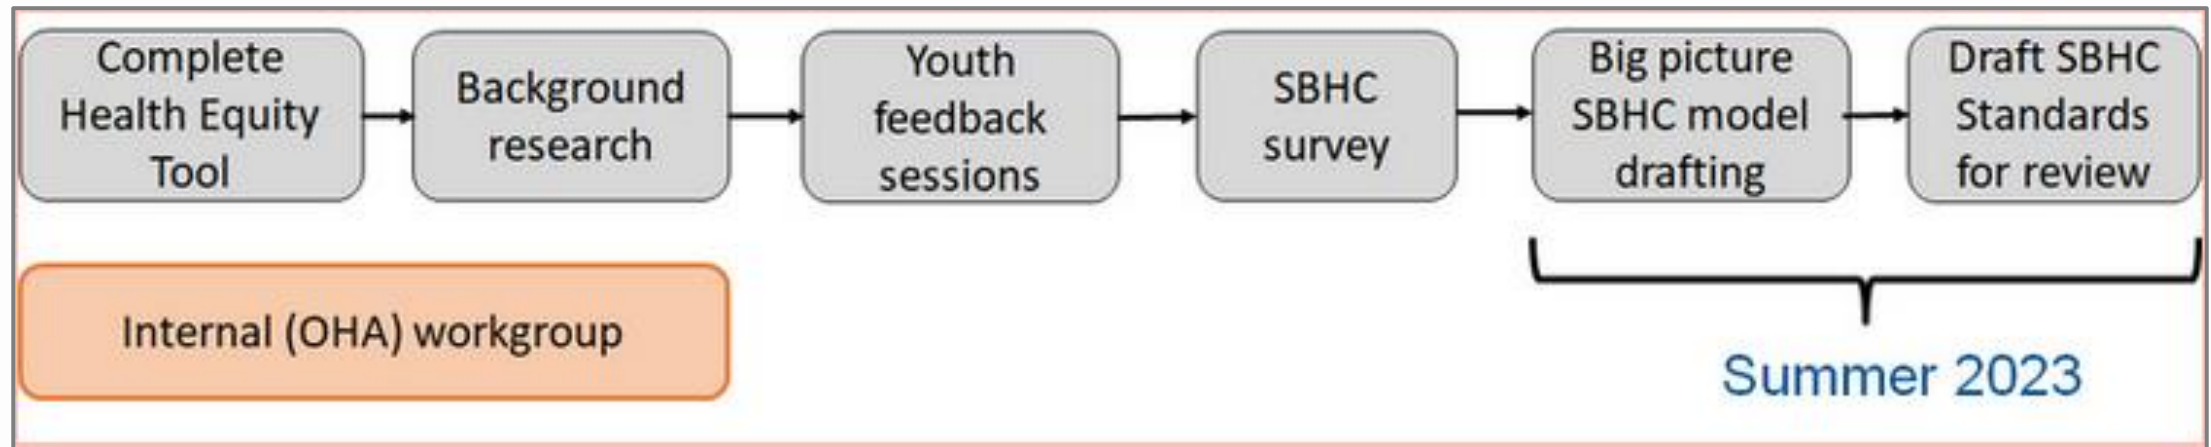 Complete
Health Equity
Tool
Background
research
Youth
feedback
sessions
SBHC
survey
Big picture
SBHC model
drafting
Draft SBHC
Standards
for review
Internal (OHA) workgroup
Summer 2023